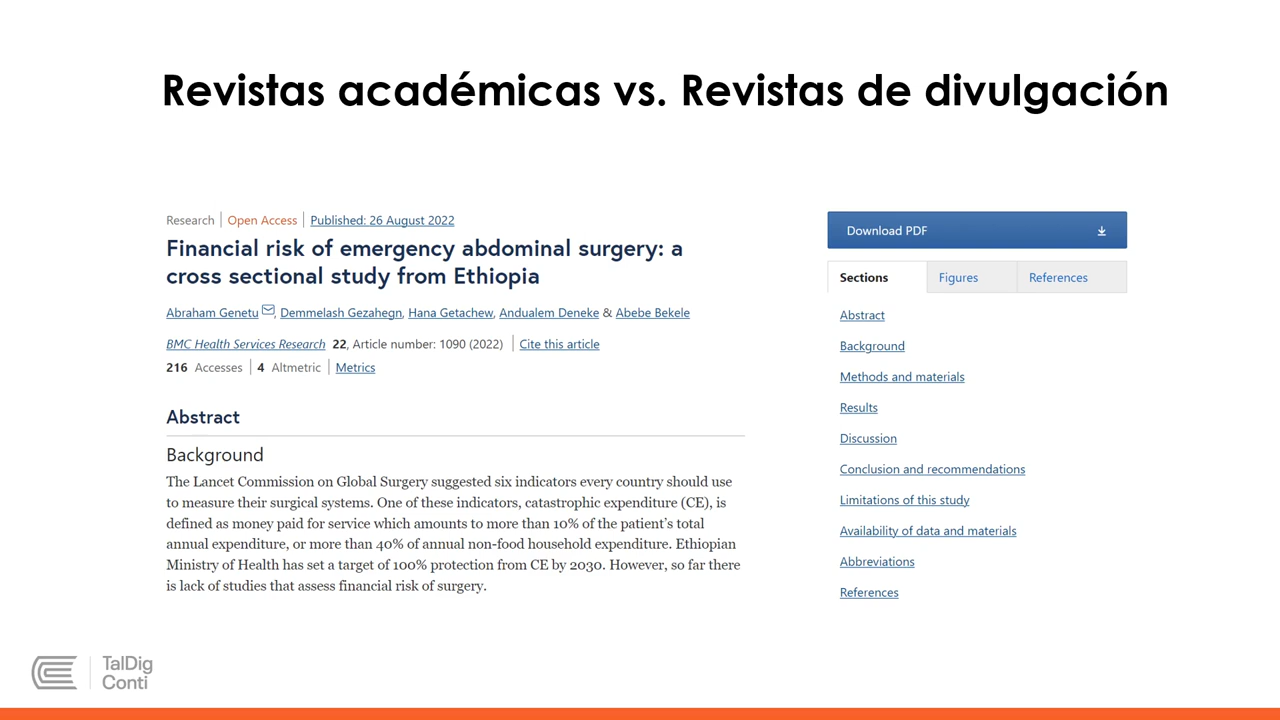 Revistas académicas vs. Revistas de divulgación
Research | Open Access | Published: 26 August 2022
Financial risk of emergency abdominal surgery: a
cross sectional study from Ethiopia
Abraham Genetu, Demmelash Gezahegn, Hana Getachew, Andualem Deneke & Abebe Bekele
BMC Health Services Research 22, Article number: 1090 (2022) | Cite this article
216 Accesses | 4 Altmetric | Metrics
Abstract
Background
The Lancet Commission on Global Surgery suggested six indicators every country should use
to measure their surgical systems. One of these indicators, catastrophic expenditure (CE), is
defined as money paid for service which amounts to more than 10% of the patient's total
annual expenditure, or more than 40% of annual non-food household expenditure. Ethiopian
Ministry of Health has set a target of 100% protection from CE by 2030. However, so far there
is lack of studies that assess financial risk of surgery.
Download PDF
Sections Figures References
Abstract
Background
Methods and materials
Results
Discussion
Conclusion and recommendations
Limitations of this study
Availability of data and materials
Abbreviations
References
TalDig
Conti